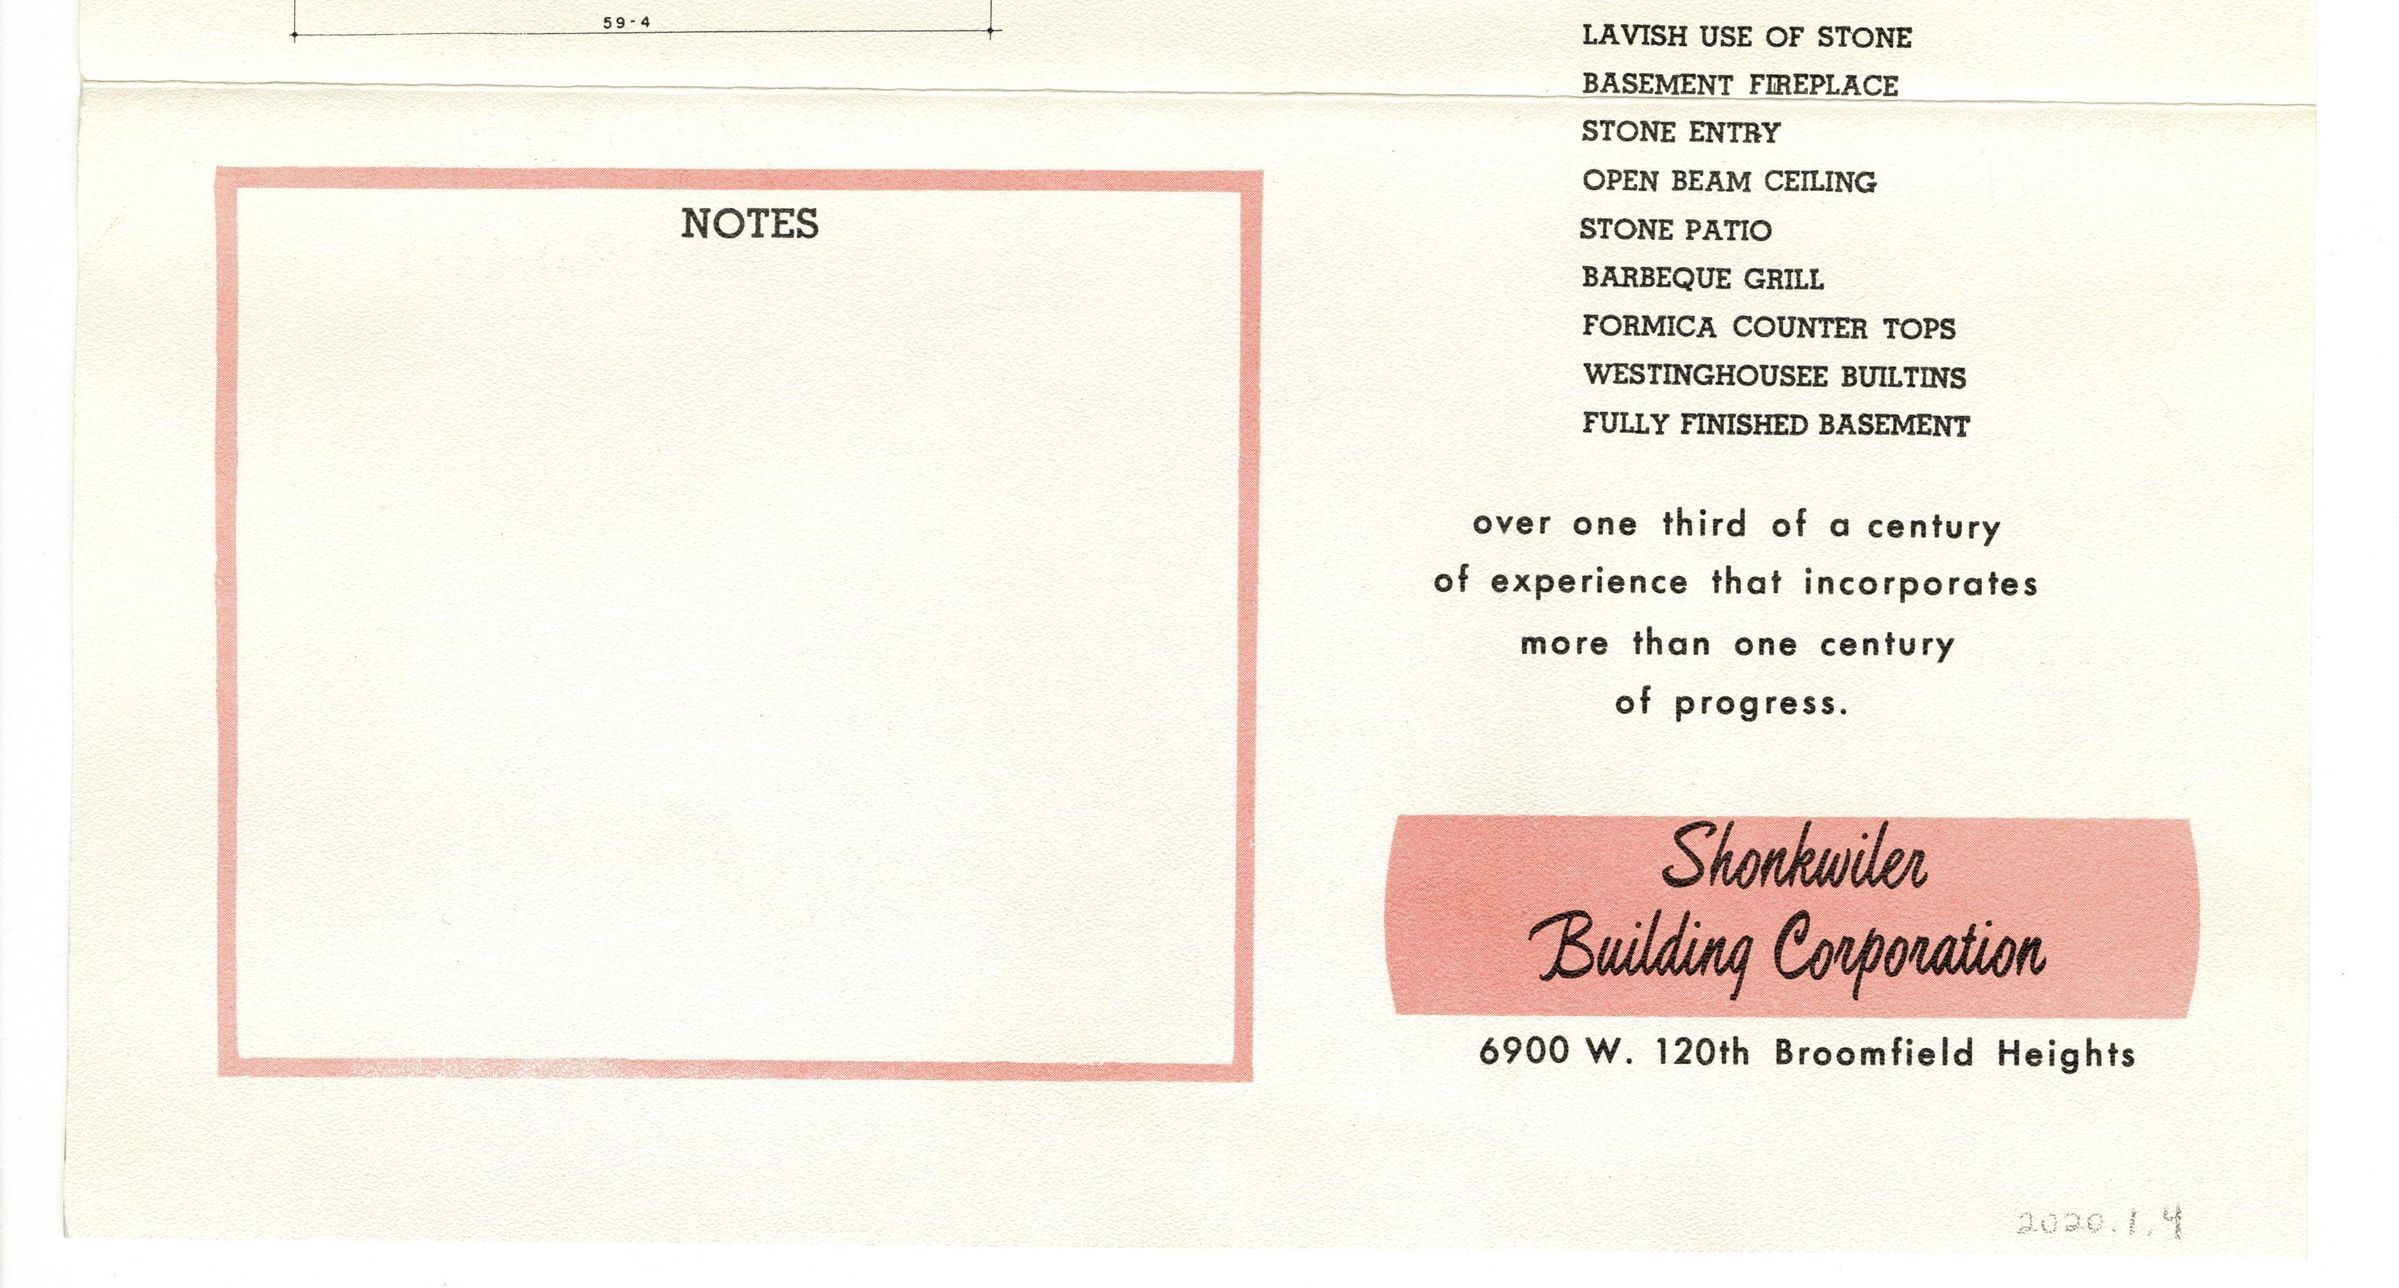 59-4
LAVISH USE OF STONE
BASEMENT FIREPLACE
STONE ENTRY
OPEN BEAM CEILING
STONE PATIO
BARBEQUE GRILL
FORMICA COUNTER TOPS
WESTINGHOUSEE BUILTINS
FULLY FINISHED BASEMENT
NOTES
over one third of a century
of experience that incorporates
more than one century
of progress.
Shonkwiler
Building Corporation
6900 W. 120th Broomfield Heights
2020.1.4